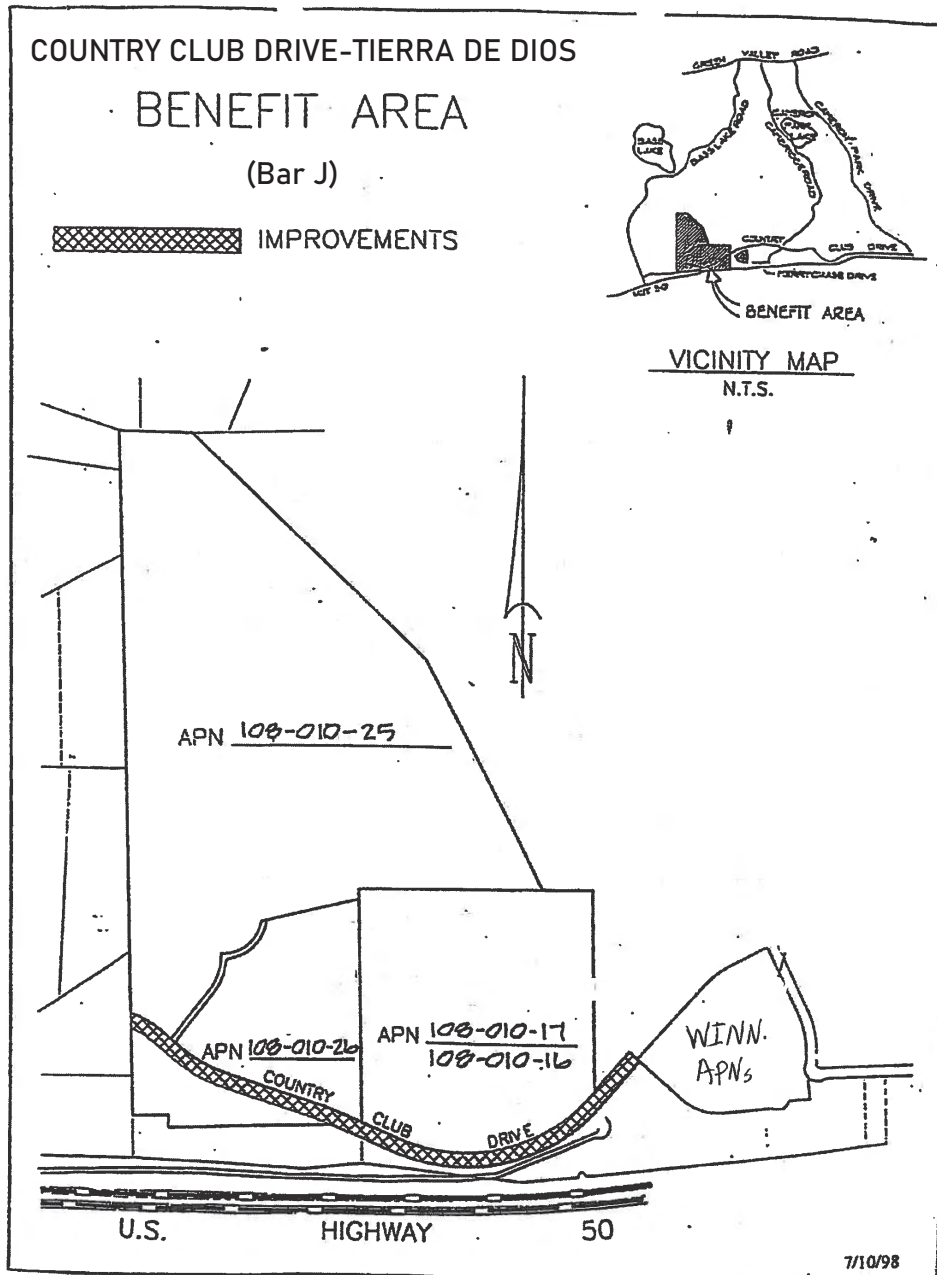 COUNTRY CLUB DRIVE-TIERRA DE DIOS
BENEFIT AREA
(Bar J)
IMPROVEMENTS
GREEN VALLEY ROAD
BASS LAKE ROAD
BASS
LAKE
CAMERON PARK DRIVE
COUNTRY CLUB DRIVE
MERRYCHASE DRIVE
BENEFIT AREA
VICINITY MAP
N.T.S.
N
APN 108-010-25
APN 108-010-26
APN 108-010-17
108-010-16
WINN.
APNs
COUNTRY CLUB DRIVE
U.S. HIGHWAY 50
7/10/98